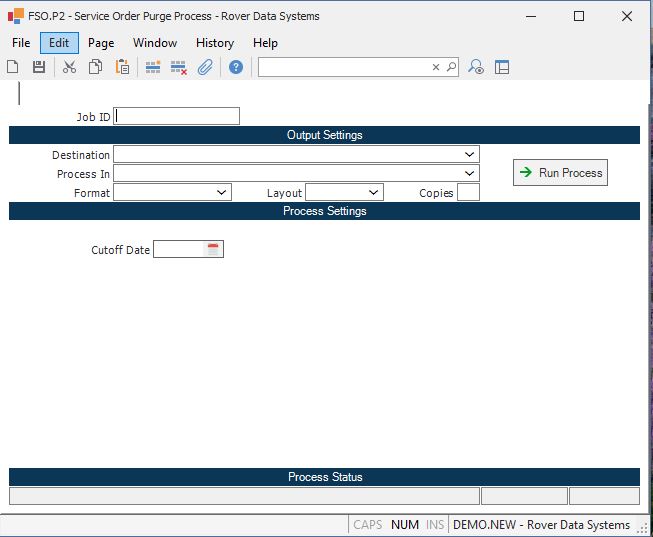 FSO.P2 - Service Order Purge Process - Rover Data Systems
File Edit Page Window History Help
Job ID
Output Settings
Destination
Process In
Run Process
Format Layout Copies
Process Settings
Cutoff Date
Process Status
CAPS NUM INS DEMO.NEW - Rover Data Systems